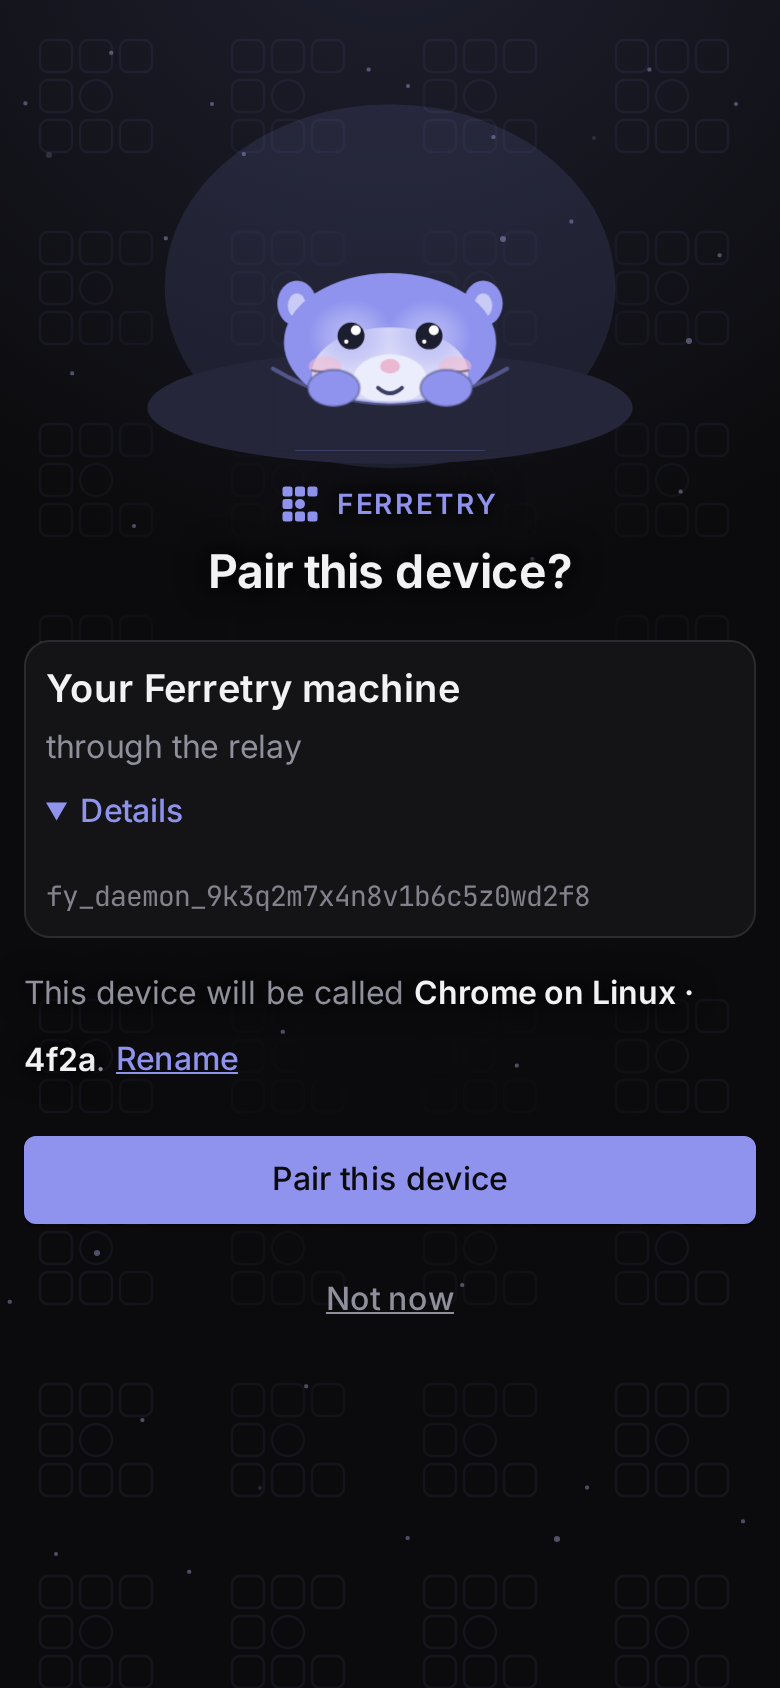 FERRETRY
Pair this device?
Your Ferretry machine
through the relay
▼ Details
fy_daemon_9k3q2m7x4n8v1b6c5z0wd2f8
This device will be called Chrome on Linux ·
4f2a. Rename
Pair this device
Not now